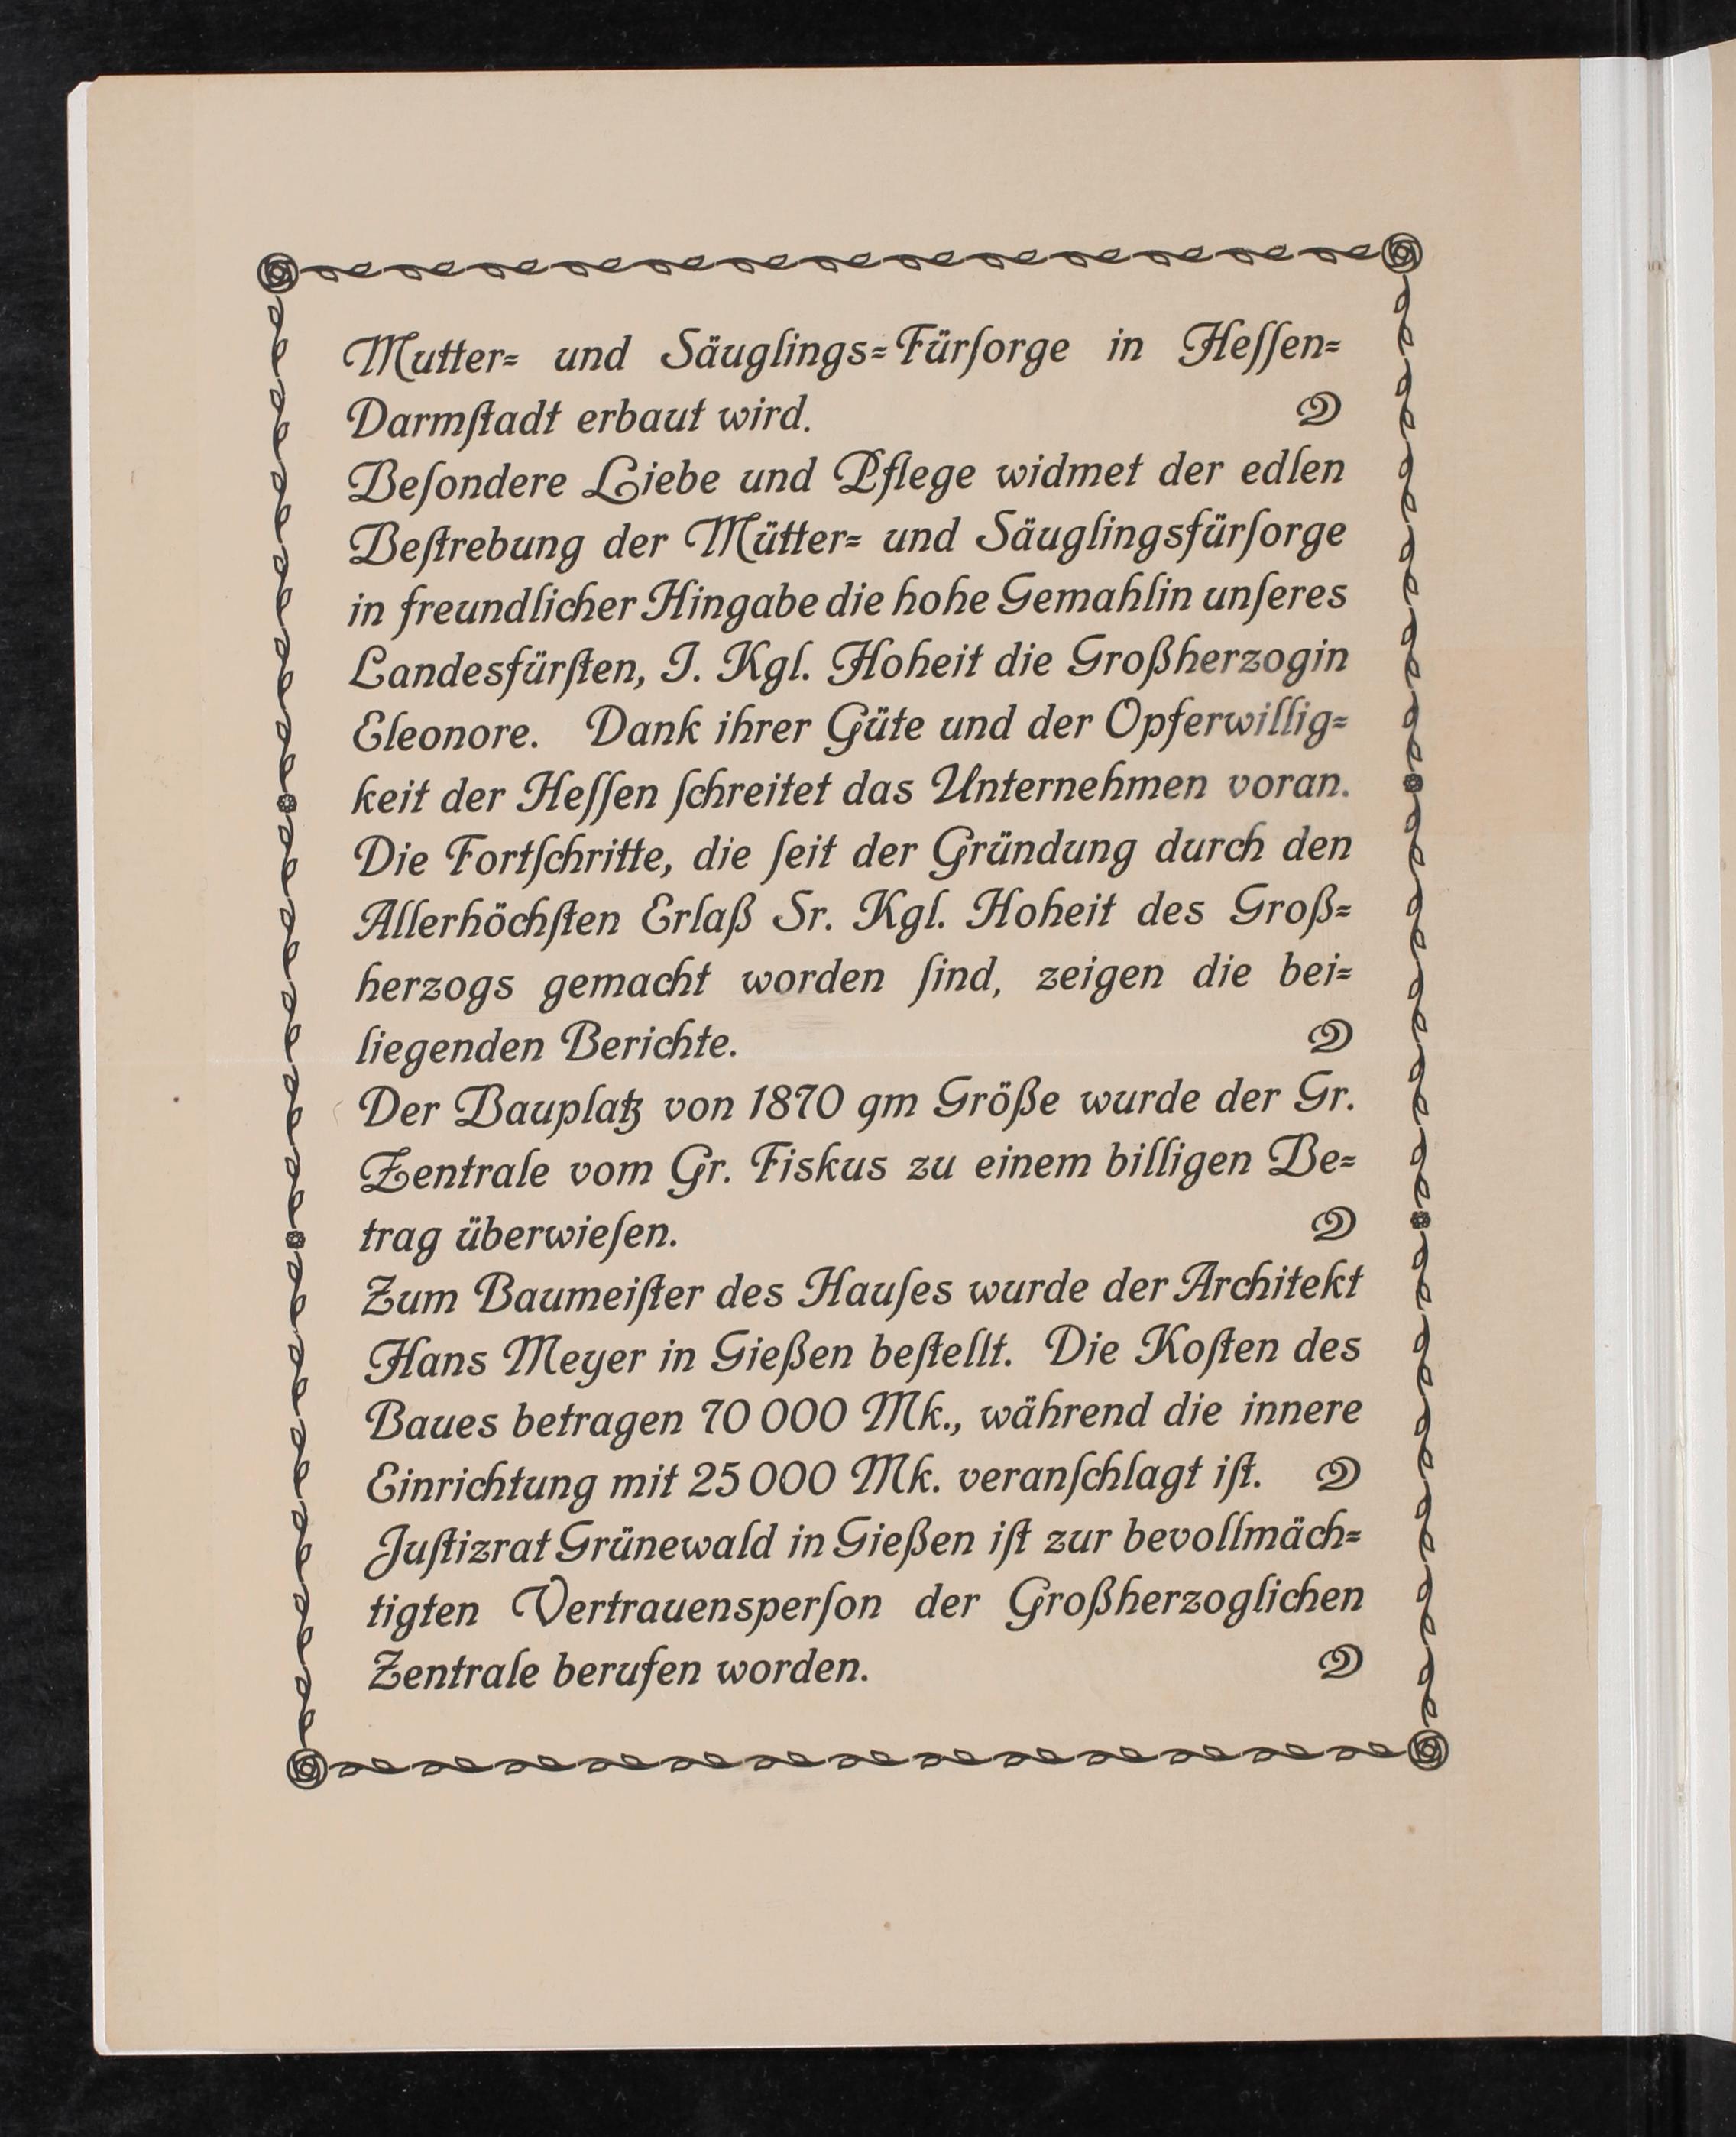 Mutter= und Säuglings=Fürſorge in Heſſen=
Darmſtadt erbaut wird.
Beſondere Liebe und Pflege widmet der edlen
Beſtrebung der Mütter= und Säuglingsfürſorge
in freundlicher Hingabe die hohe Gemahlin unſeres
Landesfürſten, I. Kgl. Hoheit die Großherzogin
Eleonore. Dank ihrer Güte und der Opferwillig=
keit der Heſſen ſchreitet das Unternehmen voran.
Die Fortſchritte, die ſeit der Gründung durch den
Allerhöchſten Erlaß Sr. Kgl. Hoheit des Groß=
herzogs gemacht worden ſind, zeigen die bei=
liegenden Berichte.
Der Bauplatz von 1870 qm Größe wurde der Gr.
Zentrale vom Gr. Fiskus zu einem billigen Be=
trag überwieſen.
Zum Baumeiſter des Hauſes wurde der Architekt
Hans Meyer in Gießen beſtellt. Die Koſten des
Baues betragen 70 000 Mk., während die innere
Einrichtung mit 25 000 Mk. veranſchlagt iſt.
Juſtizrat Grünewald in Gießen iſt zur bevollmäch=
tigten Vertrauensperſon der Großherzoglichen
Zentrale berufen worden.